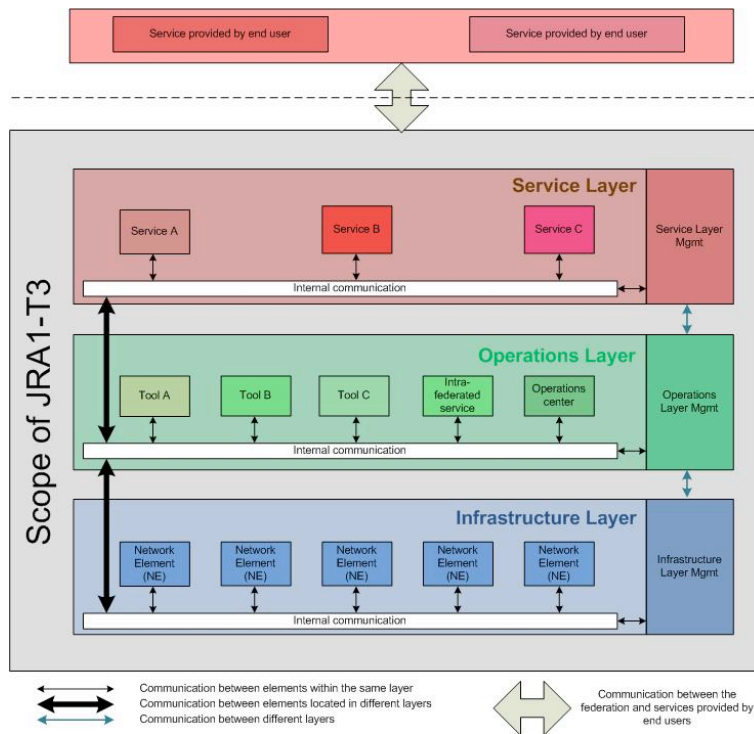 Service provided by end user
Service provided by end user
Scope of JRA1-T3
Service Layer
Service A
Service B
Service C
Service Layer
Mgmt
Internal communication
Operations Layer
Tool A
Tool B
Tool C
Intra-
federated
service
Operations
center
Operations
Layer Mgmt
Internal communication
Infrastructure Layer
Network
Element
(NE)
Network
Element
(NE)
Network
Element
(NE)
Network
Element
(NE)
Network
Element
(NE)
Infrastructure
Layer Mgmt
Internal communication
Communication between elements within the same layer
Communication between elements located in different layers
Communication between different layers
Communication between the
federation and services provided by
end users